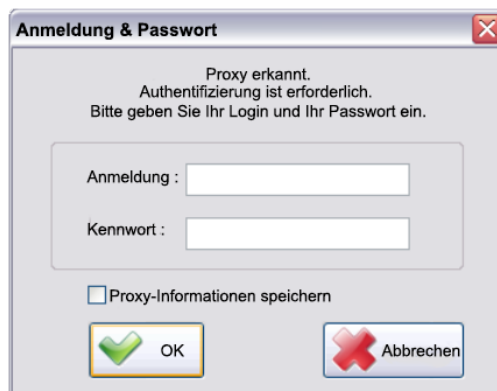 Anmeldung & Passwort
Proxy erkannt.
Authentifizierung ist erforderlich.
Bitte geben Sie Ihr Login und Ihr Passwort ein.
Anmeldung :
Kennwort :
Proxy-Informationen speichern
OK
Abbrechen